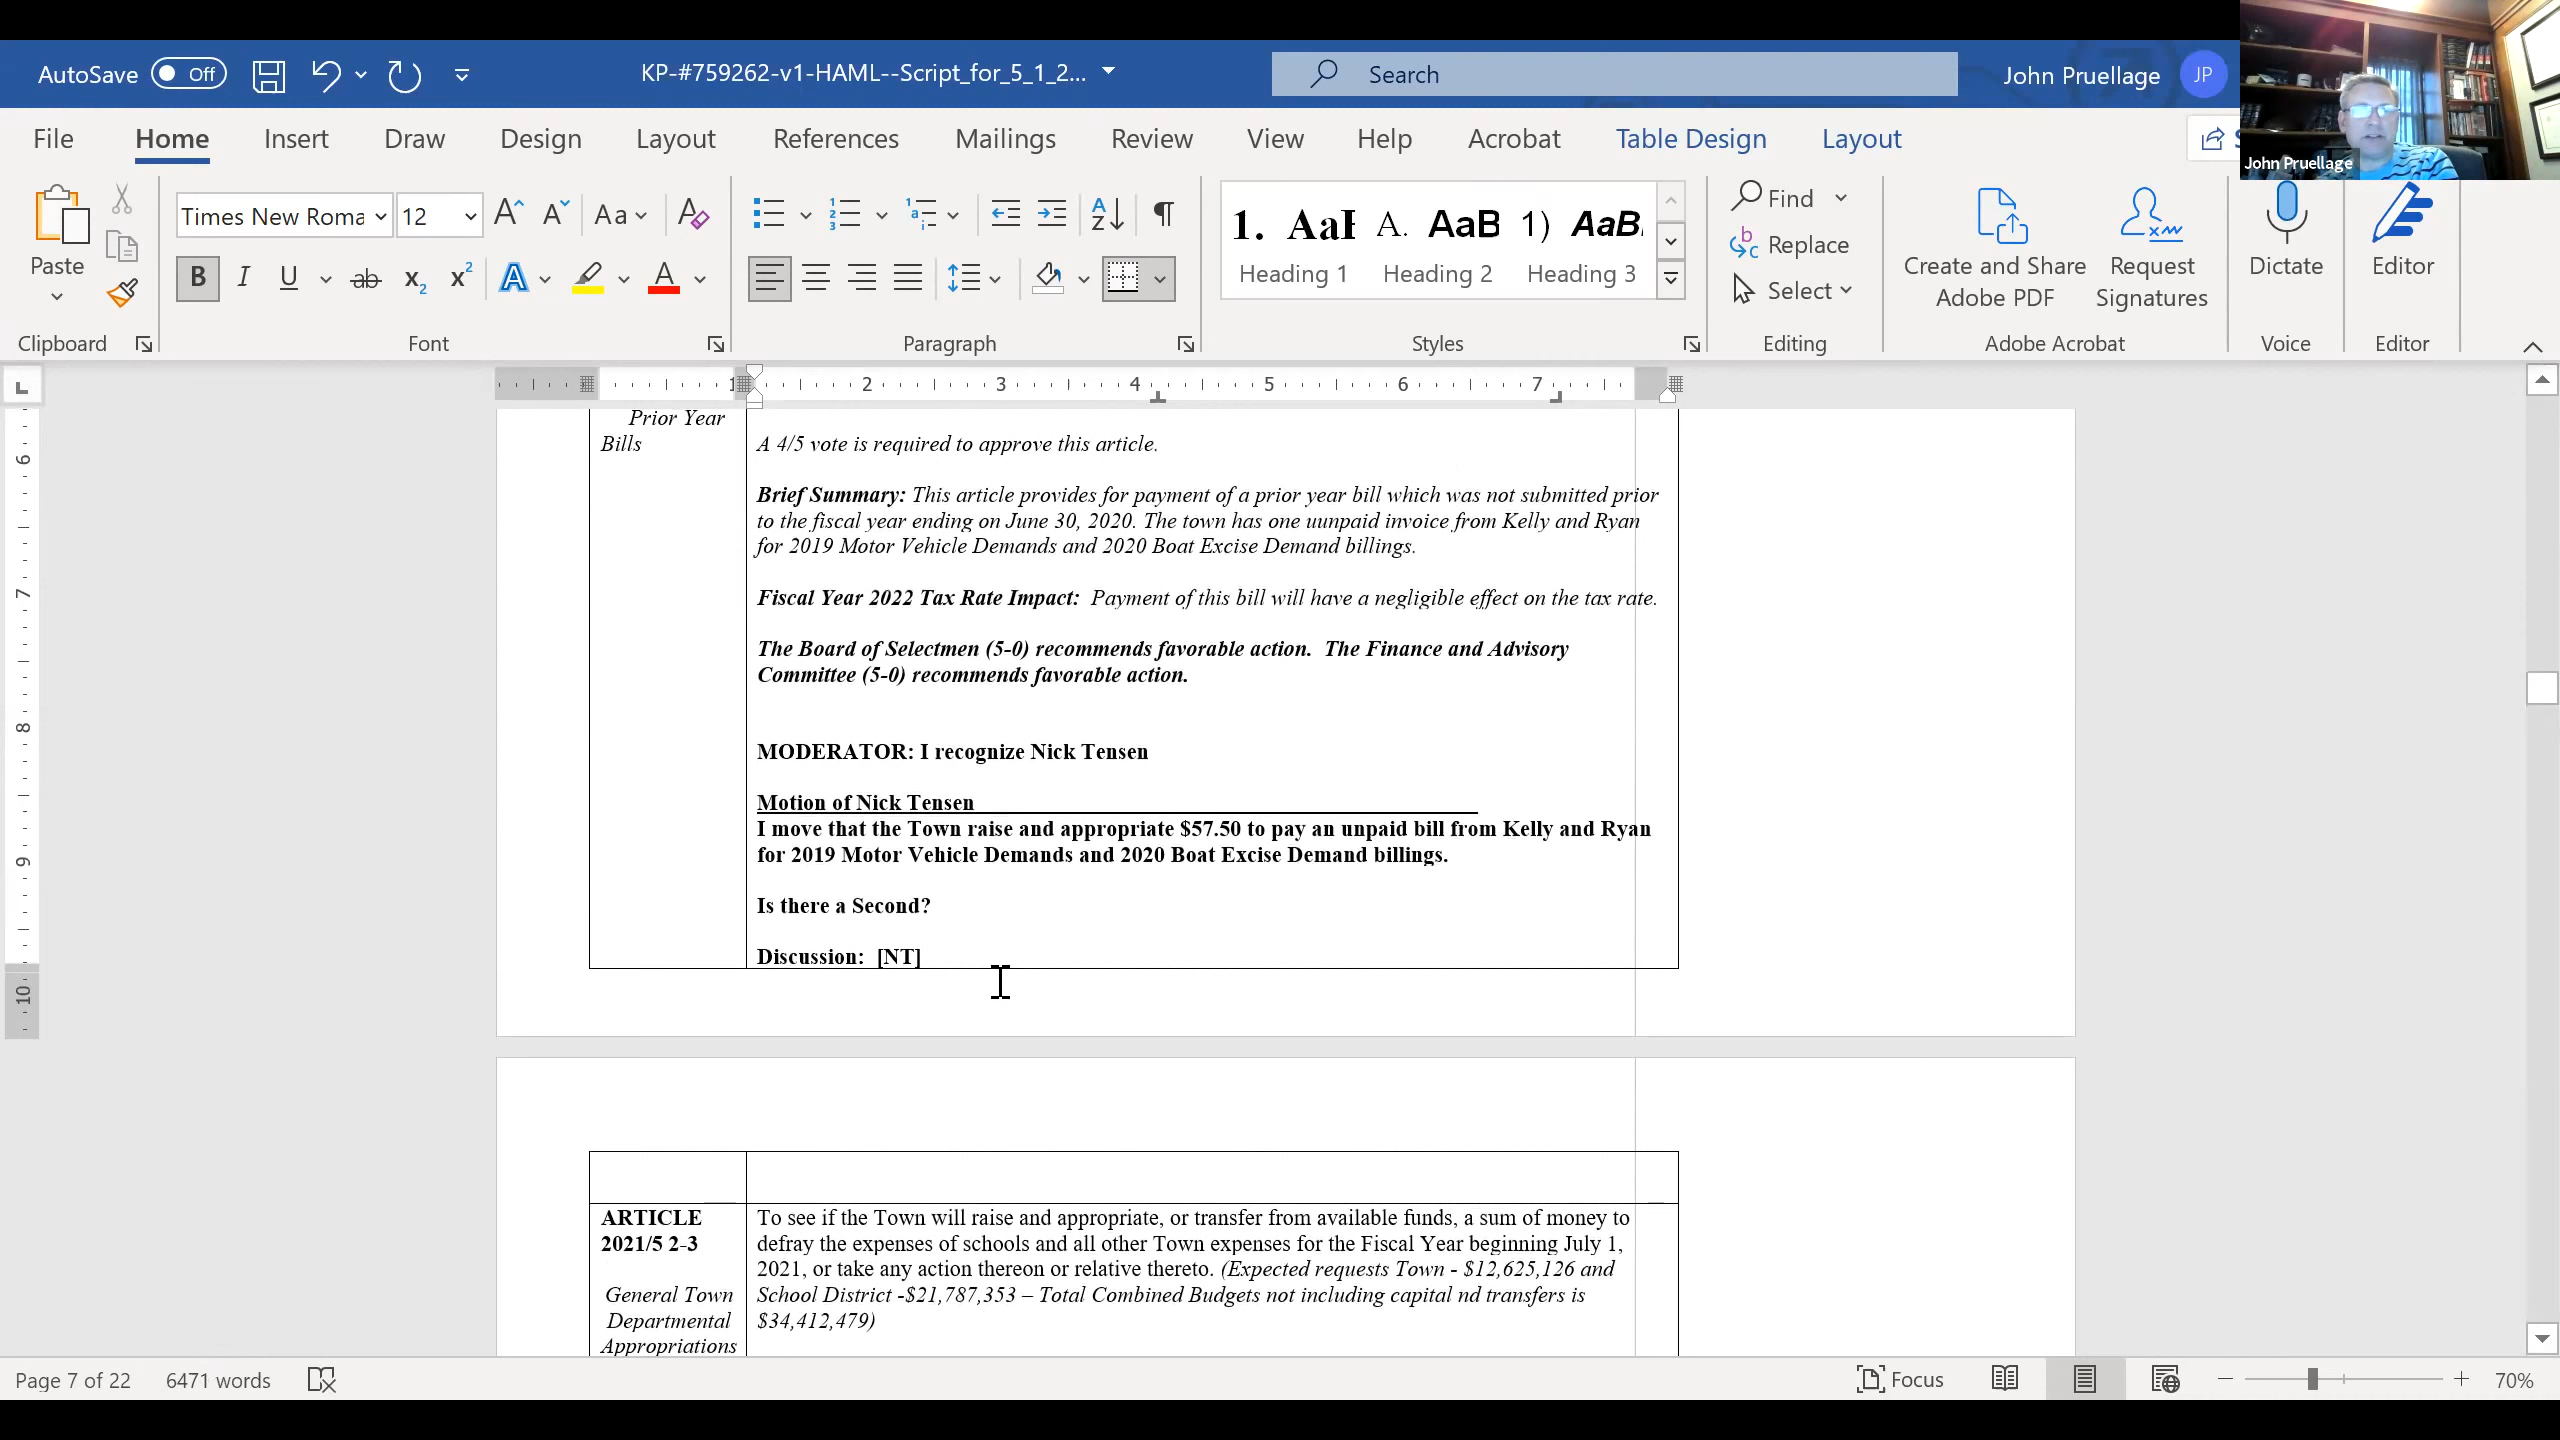 AutoSave Off KP-#759262-v1-HAML--Script_for_5_1_2... Search John Pruellage JP
File Home Insert Draw Design Layout References Mailings Review View Help Acrobat Table Design Layout
John Pruellage
Paste
Times New Roma 12
Aa
1. AaI A. AaB 1) AaB
Heading 1 Heading 2 Heading 3
Find
Replace
Select
Create and Share
Adobe PDF
Request
Signatures
Dictate
Editor
Clipboard Font Paragraph Styles Editing Adobe Acrobat Voice Editor
1 2 3 4 5 6 7
6
7
8
9
10
Prior Year
Bills
A 4/5 vote is required to approve this article.
Brief Summary: This article provides for payment of a prior year bill which was not submitted prior
to the fiscal year ending on June 30, 2020. The town has one uunpaid invoice from Kelly and Ryan
for 2019 Motor Vehicle Demands and 2020 Boat Excise Demand billings.
Fiscal Year 2022 Tax Rate Impact: Payment of this bill will have a negligible effect on the tax rate.
The Board of Selectmen (5-0) recommends favorable action. The Finance and Advisory
Committee (5-0) recommends favorable action.
MODERATOR: I recognize Nick Tensen
Motion of Nick Tensen
I move that the Town raise and appropriate $57.50 to pay an unpaid bill from Kelly and Ryan
for 2019 Motor Vehicle Demands and 2020 Boat Excise Demand billings.
Is there a Second?
Discussion: [NT]
ARTICLE
2021/5 2-3
General Town
Departmental
Appropriations
To see if the Town will raise and appropriate, or transfer from available funds, a sum of money to
defray the expenses of schools and all other Town expenses for the Fiscal Year beginning July 1,
2021, or take any action thereon or relative thereto. (Expected requests Town - $12,625,126 and
School District -$21,787,353 – Total Combined Budgets not including capital nd transfers is
$34,412,479)
Page 7 of 22 6471 words Focus 70%